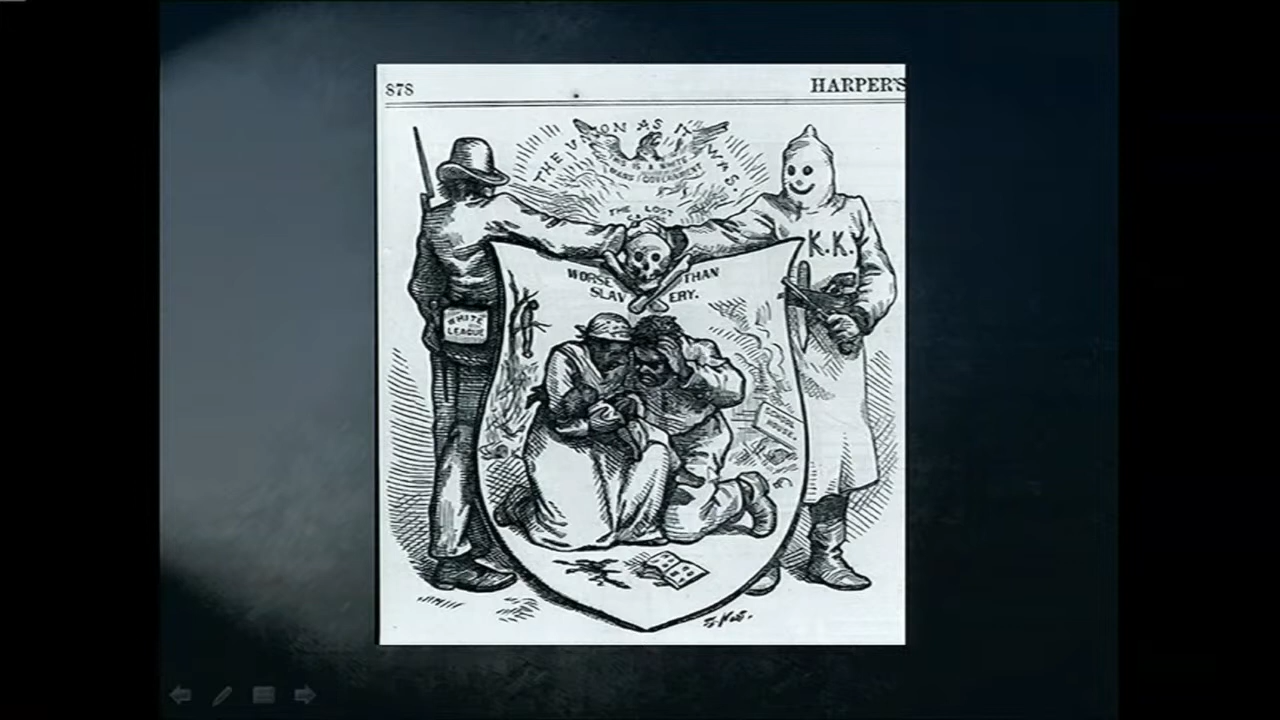 878
HARPER'S
THE UNION AS IT WAS.
THIS IS A WHITE
MANS GOVERNMENT
THE LOST
CAUSE
WORSE THAN
SLAVERY.
K.K.
WHITE
LEAGUE
SCHOOL
HOUSE.